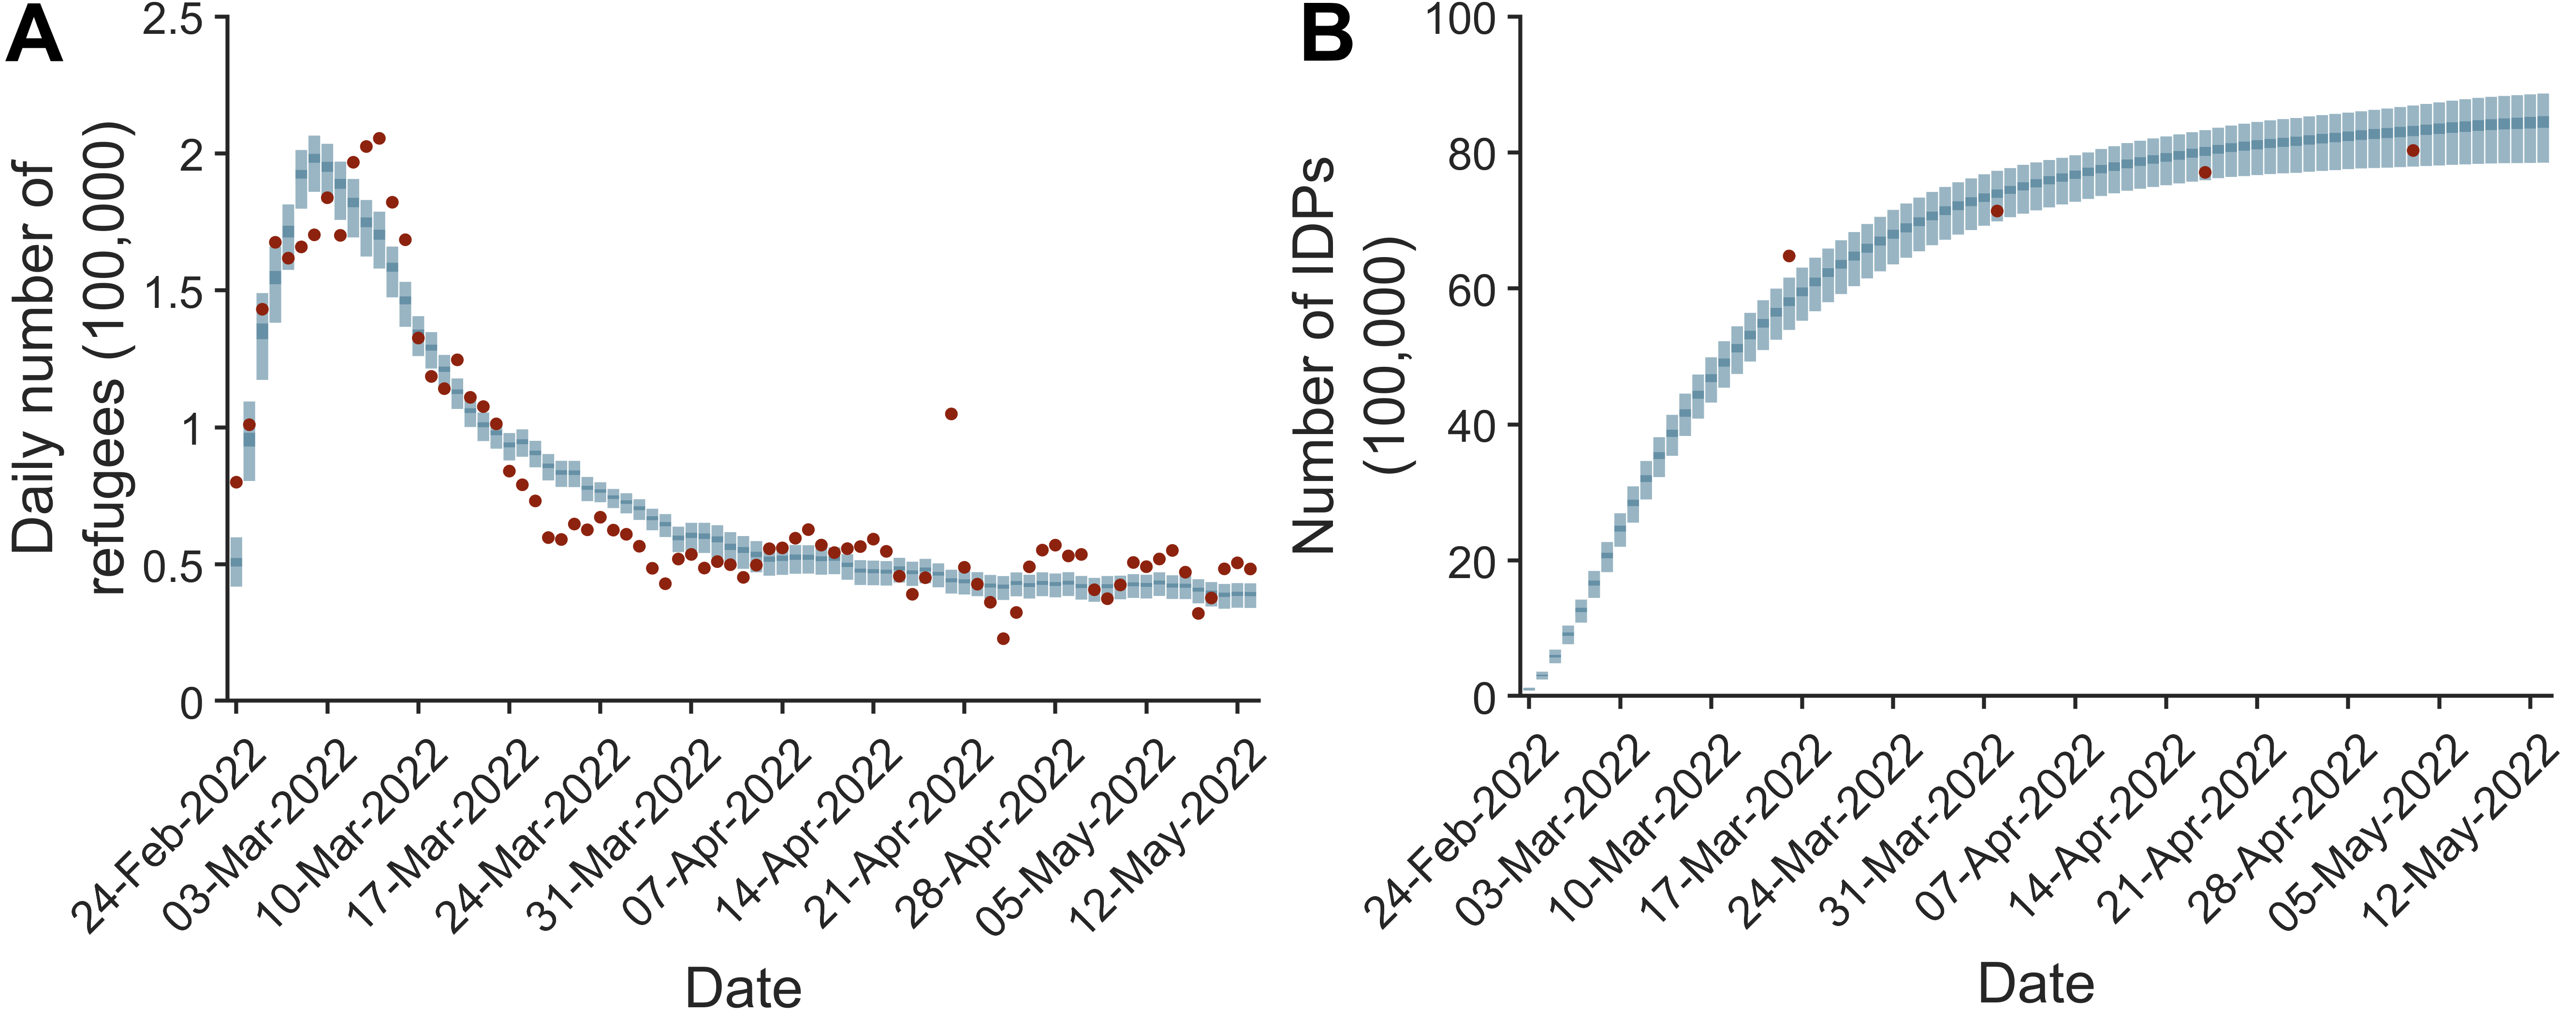 A
2.5
2
1.5
1
0.5
0
Daily number of
refugees (100,000)
24-Feb-2022
03-Mar-2022
10-Mar-2022
17-Mar-2022
24-Mar-2022
31-Mar-2022
07-Apr-2022
14-Apr-2022
21-Apr-2022
28-Apr-2022
05-May-2022
12-May-2022
Date
B
100
80
60
40
20
0
Number of IDPs
(100,000)
24-Feb-2022
03-Mar-2022
10-Mar-2022
17-Mar-2022
24-Mar-2022
31-Mar-2022
07-Apr-2022
14-Apr-2022
21-Apr-2022
28-Apr-2022
05-May-2022
12-May-2022
Date